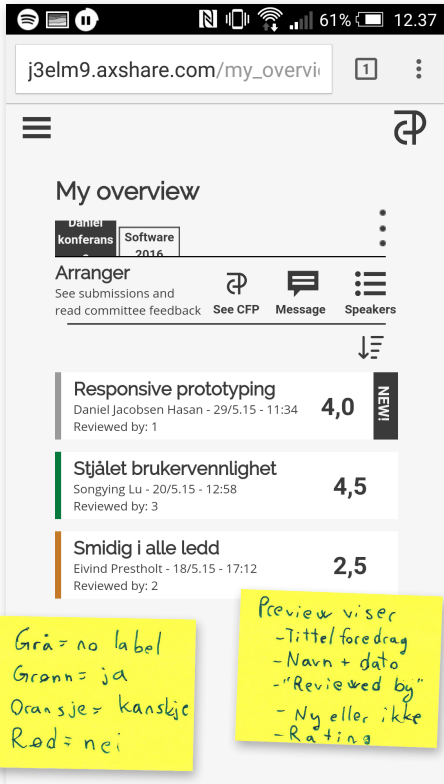 61% 12.37
j3elm9.axshare.com/my_overvi
1
My overview
Daniel
konferans
Software
2016
Arranger
See submissions and
read committee feedback
See CFP
Message
Speakers
Responsive prototyping
Daniel Jacobsen Hasan - 29/5.15 - 11:34
Reviewed by: 1
4,0
NEW!
Stjålet brukervennlighet
Songying Lu - 20/5.15 - 12:58
Reviewed by: 3
4,5
Smidig i alle ledd
Eivind Prestholt - 18/5.15 - 17:12
Reviewed by: 2
2,5
Grå = no label
Grønn = ja
Oransje = kanskje
Rød = nei
Preview viser
- Tittel foredrag
- Navn + dato
- "Reviewed by"
- Ny eller ikke
- Rating